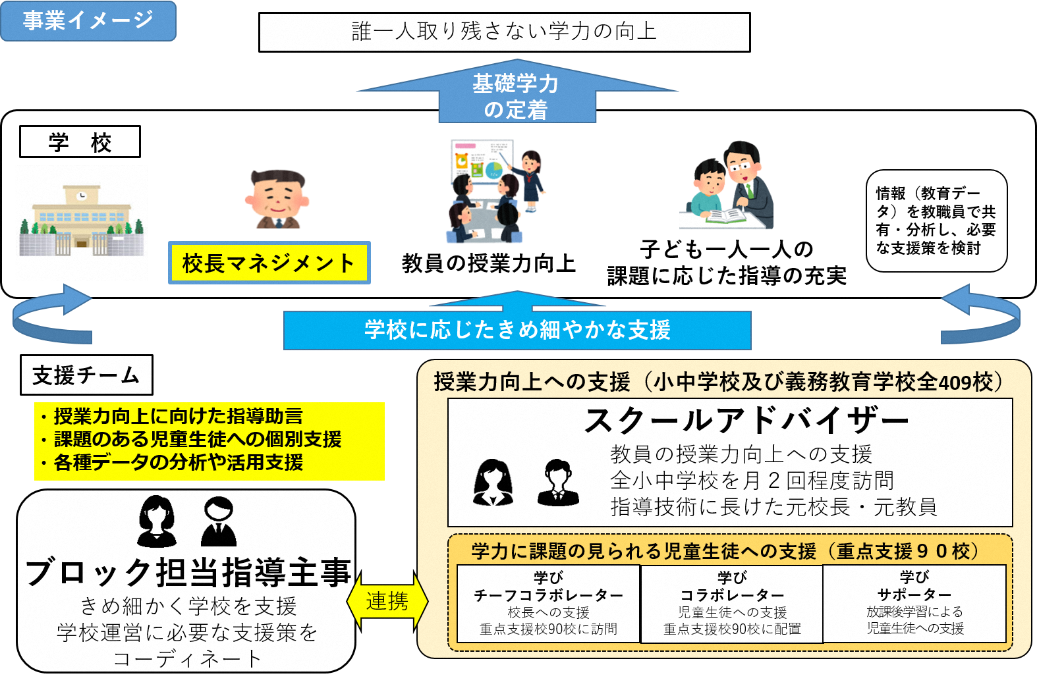 事業イメージ
誰一人取り残さない学力の向上
基礎学力
の定着
学　校
校長マネジメント
教員の授業力向上
子ども一人一人の
課題に応じた指導の充実
情報（教育デー
タ）を教職員で共
有・分析し、必要
な支援策を検討
学校に応じたきめ細やかな支援
支援チーム
・授業力向上に向けた指導助言
・課題のある児童生徒への個別支援
・各種データの分析や活用支援
ブロック担当指導主事
きめ細かく学校を支援
学校運営に必要な支援策を
コーディネート
連携
授業力向上への支援（小中学校及び義務教育学校全409校）
スクールアドバイザー
教員の授業力向上への支援
全小中学校を月２回程度訪問
指導技術に長けた元校長・元教員
学力に課題の見られる児童生徒への支援（重点支援９０校）
学び
チーフコラボレーター
校長への支援
重点支援校90校に訪問
学び
コラボレーター
児童生徒への支援
重点支援校90校に配置
学び
サポーター
放課後学習による
児童生徒への支援